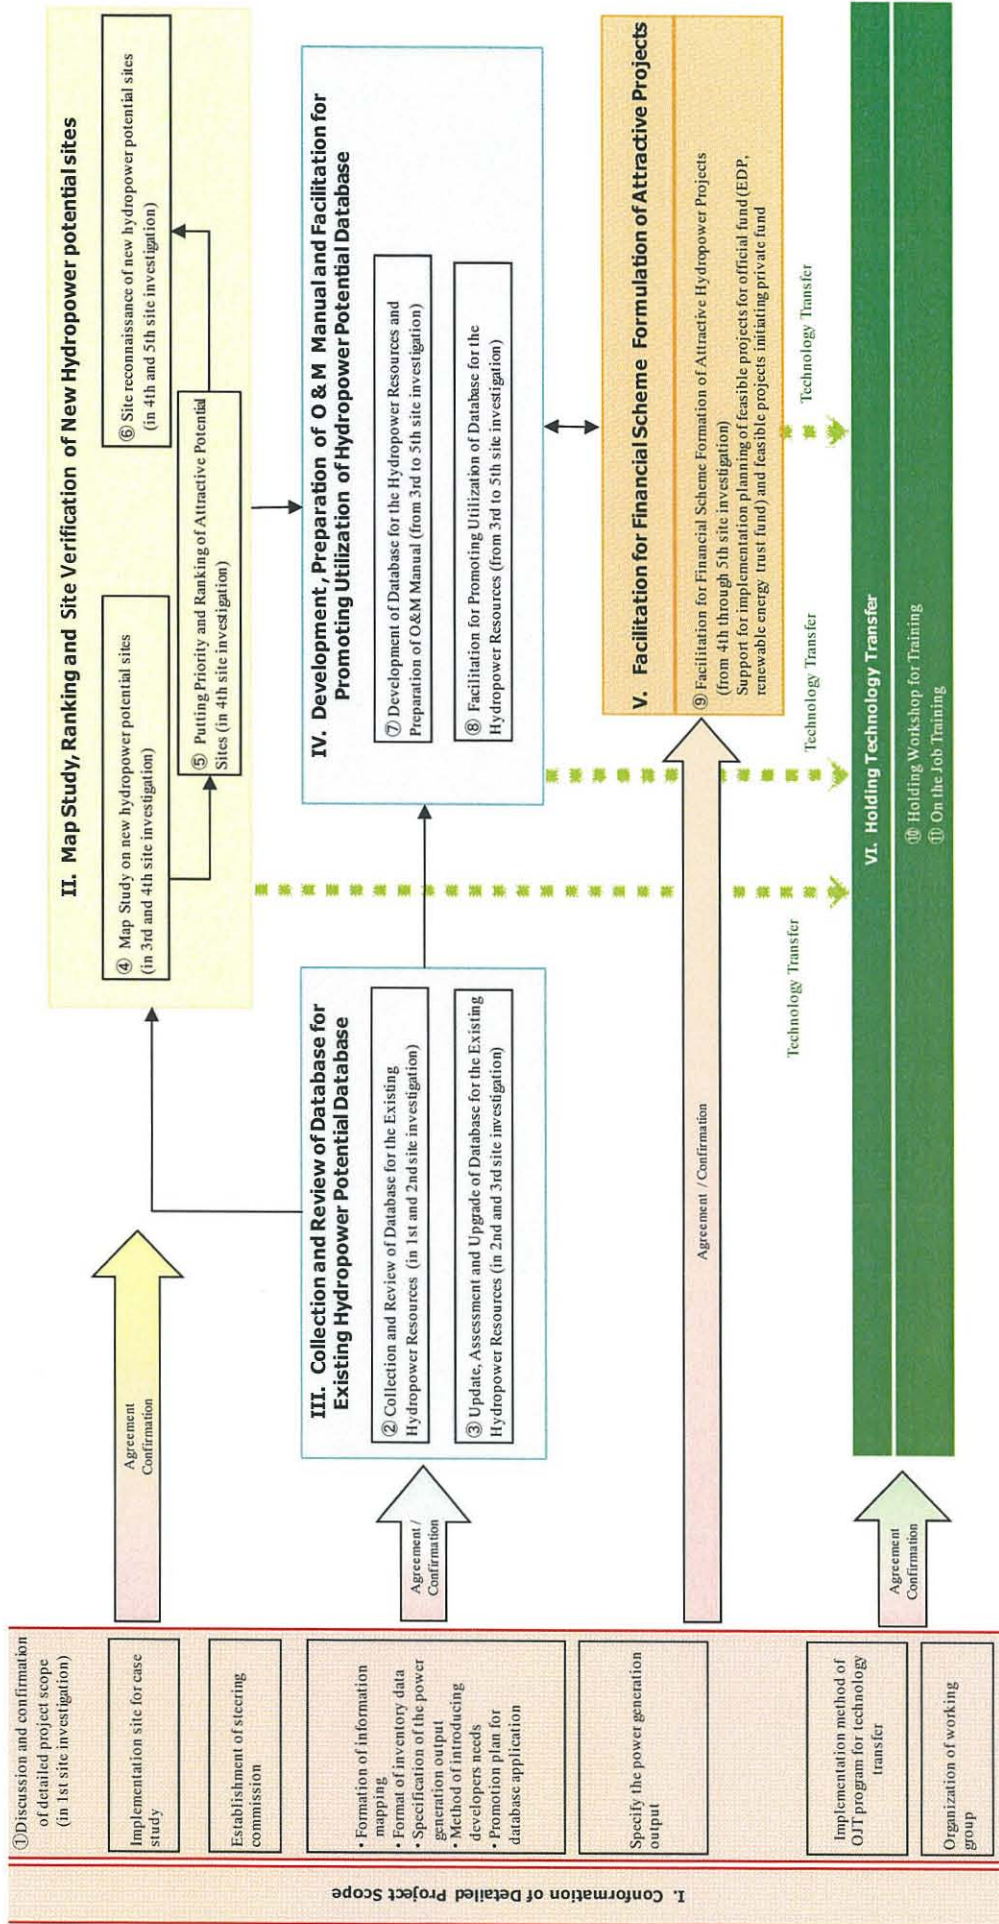 I. Conformation of Detailed Project Scope
①Discussion and confirmation
of detailed project scope
(in 1st site investigation)
Implementation site for case
study
Establishment of steering
commission
• Formation of information
mapping
• Format of inventory data
• Specification of the power
generation output
• Method of introducing
developers needs
• Promotion plan for
database application
Specify the power generation
output
Implementation method of
OJT program for technology
transfer
Organization of working
group
Agreement
Confirmation
Agreement /
Confirmation
Agreement / Confirmation
Agreement
Confirmation
II. Map Study, Ranking and Site Verification of New Hydropower potential sites
④ Map Study on new hydropower potential sites
(in 3rd and 4th site investigation)
⑤ Putting Priority and Ranking of Attractive Potential
Sites (in 4th site investigation)
⑥ Site reconnaissance of new hydropower potential sites
(in 4th and 5th site investigation)
III. Collection and Review of Database for
Existing Hydropower Potential Database
② Collection and Review of Database for the Existing
Hydropower Resources (in 1st and 2nd site investigation)
③ Update, Assessment and Upgrade of Database for the Existing
Hydropower Resources (in 2nd and 3rd site investigation)
IV. Development, Preparation of O & M Manual and Facilitation for
Promoting Utilization of Hydropower Potential Database
⑦ Development of Database for the Hydropower Resources and
Preparation of O&M Manual (from 3rd to 5th site investigation)
⑧ Facilitation for Promoting Utilization of Database for the
Hydropower Resources (from 3rd to 5th site investigation)
V. Facilitation for Financial Scheme Formulation of Attractive Projects
⑨ Facilitation for Financial Scheme Formation of Attractive Hydropower Projects
(from 4th through 5th site investigation)
Support for implementation planning of feasible projects for official fund (EDP,
renewable energy trust fund) and feasible projects initiating private fund
Technology Transfer
Technology Transfer
Technology Transfer
VI. Holding Technology Transfer
⑩ Holding Workshop for Training
⑪ On the Job Training